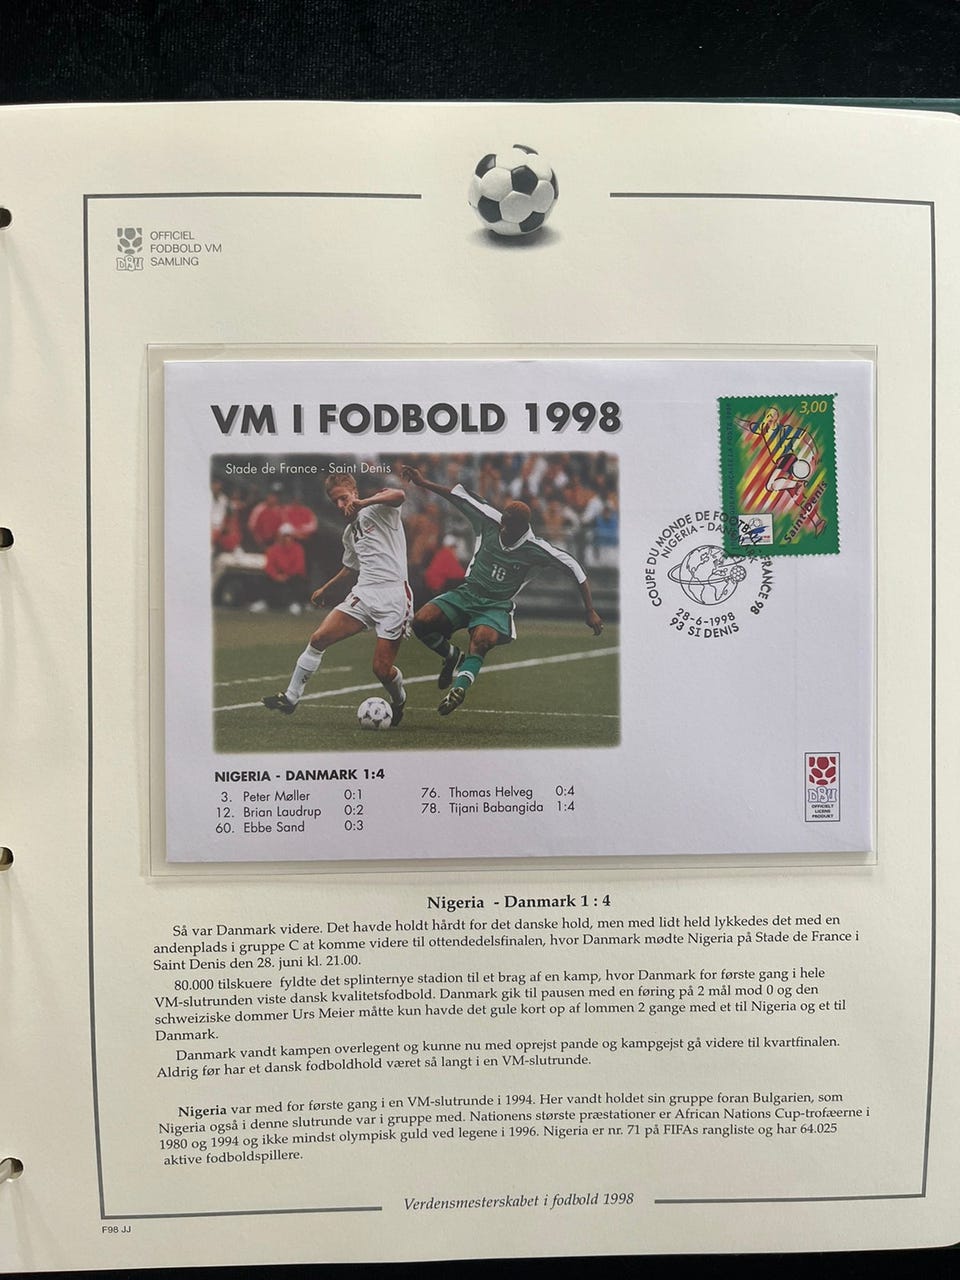 OFFICIEL
FODBOLD VM
SAMLING
DBU
VM I FODBOLD 1998
Stade de France - Saint Denis
3,00
Saint-Denis
COUPE DU MONDE DE FOOTBALL - FRANCE 98
NIGERIA - DANMARK
28-6-1998
93 ST DENIS
11
10
NIGERIA - DANMARK 1:4
3. Peter Møller 0:1
12. Brian Laudrup 0:2
60. Ebbe Sand 0:3
76. Thomas Helveg 0:4
78. Tijani Babangida 1:4
DBU
OFFICIELT
LICENS
PRODUKT
Nigeria - Danmark 1 : 4
Så var Danmark videre. Det havde holdt hårdt for det danske hold, men med lidt held lykkedes det med en
andenplads i gruppe C at komme videre til ottendedelsfinalen, hvor Danmark mødte Nigeria på Stade de France i
Saint Denis den 28. juni kl. 21.00.
80.000 tilskuere fyldte det splinternye stadion til et brag af en kamp, hvor Danmark for første gang i hele
VM-slutrunden viste dansk kvalitetsfodbold. Danmark gik til pausen med en føring på 2 mål mod 0 og den
schweiziske dommer Urs Meier måtte kun havde det gule kort op af lommen 2 gange med et til Nigeria og et til
Danmark.
Danmark vandt kampen overlegent og kunne nu med oprejst pande og kampgejst gå videre til kvartfinalen.
Aldrig før har et dansk fodboldhold været så langt i en VM-slutrunde.
Nigeria var med for første gang i en VM-slutrunde i 1994. Her vandt holdet sin gruppe foran Bulgarien, som
Nigeria også i denne slutrunde var i gruppe med. Nationens største præstationer er African Nations Cup-trofæerne i
1980 og 1994 og ikke mindst olympisk guld ved legene i 1996. Nigeria er nr. 71 på FIFAs rangliste og har 64.025
aktive fodboldspillere.
Verdensmesterskabet i fodbold 1998
F98 JJ